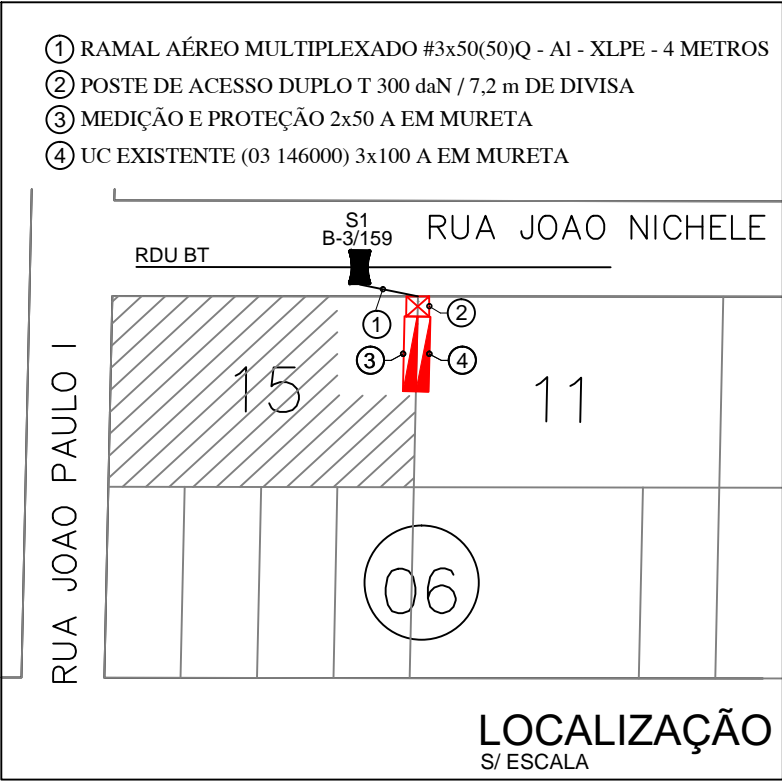 1 RAMAL AÉREO MULTIPLEXADO #3x50(50)Q - Al - XLPE - 4 METROS
2 POSTE DE ACESSO DUPLO T 300 daN / 7,2 m DE DIVISA
3 MEDIÇÃO E PROTEÇÃO 2x50 A EM MURETA
4 UC EXISTENTE (03 146000) 3x100 A EM MURETA
S1
B-3/159
RUA JOAO NICHELE
RDU BT
1
2
3
4
15
11
RUA JOAO PAULO I
06
LOCALIZAÇÃO
S/ ESCALA